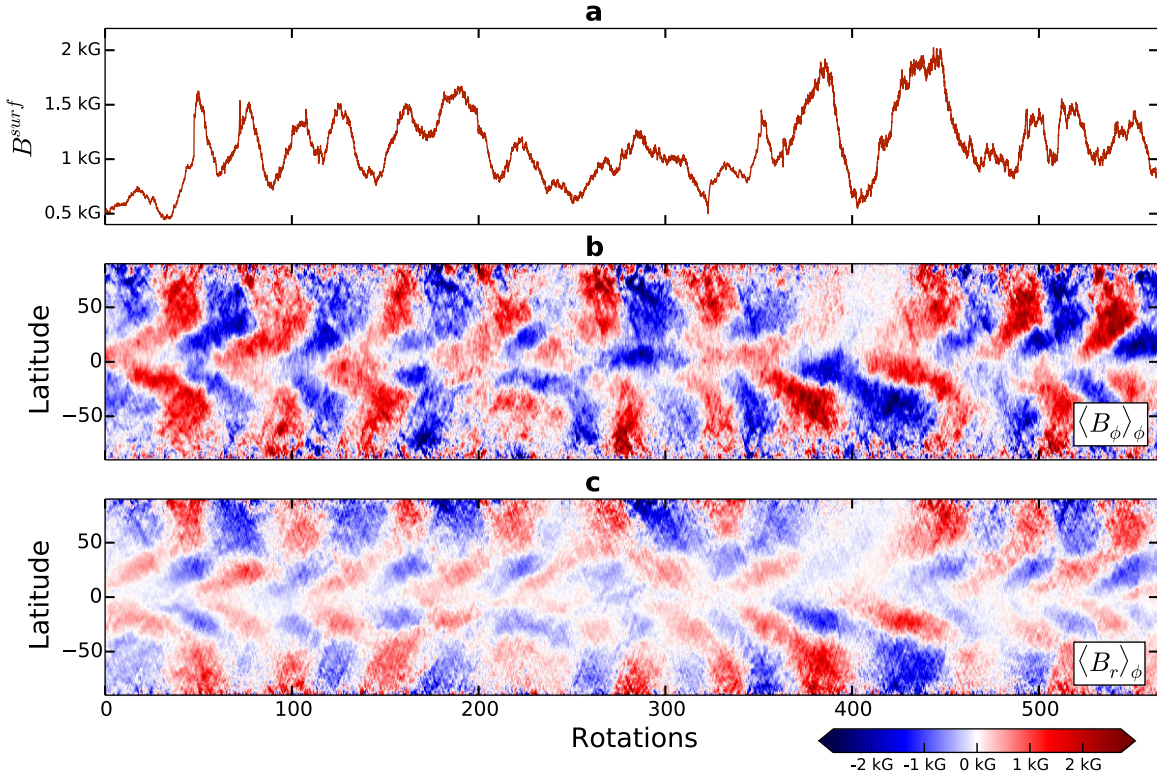 a
2 kG
1.5 kG
1 kG
0.5 kG
B^{surf}
b
50
0
−50
Latitude
⟨B_ϕ⟩_ϕ
c
50
0
−50
Latitude
⟨B_r⟩_ϕ
0 100 200 300 400 500
Rotations
-2 kG -1 kG 0 kG 1 kG 2 kG